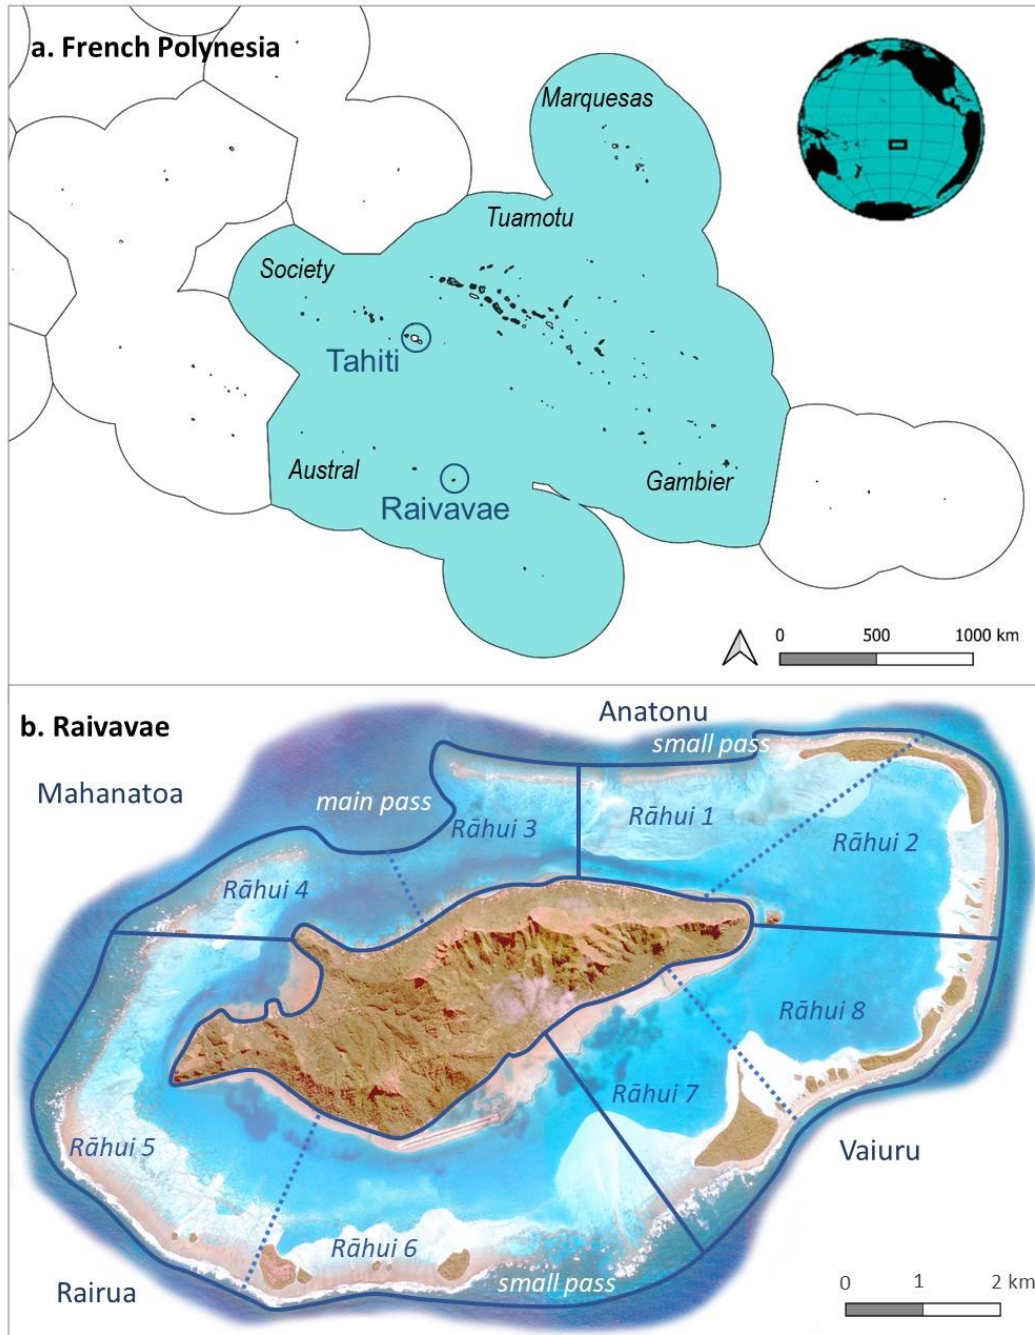 a. French Polynesia
Marquesas
Tuamotu
Society
Tahiti
Austral
Raivavae
Gambier
0 500 1000 km
b. Raivavae
Anatonu
small pass
Mahanatoa
main pass
Rāhui 3
Rāhui 1
Rāhui 2
Rāhui 4
Rāhui 8
Rāhui 7
Rāhui 5
Vaiuru
Rāhui 6
small pass
Rairua
0 1 2 km